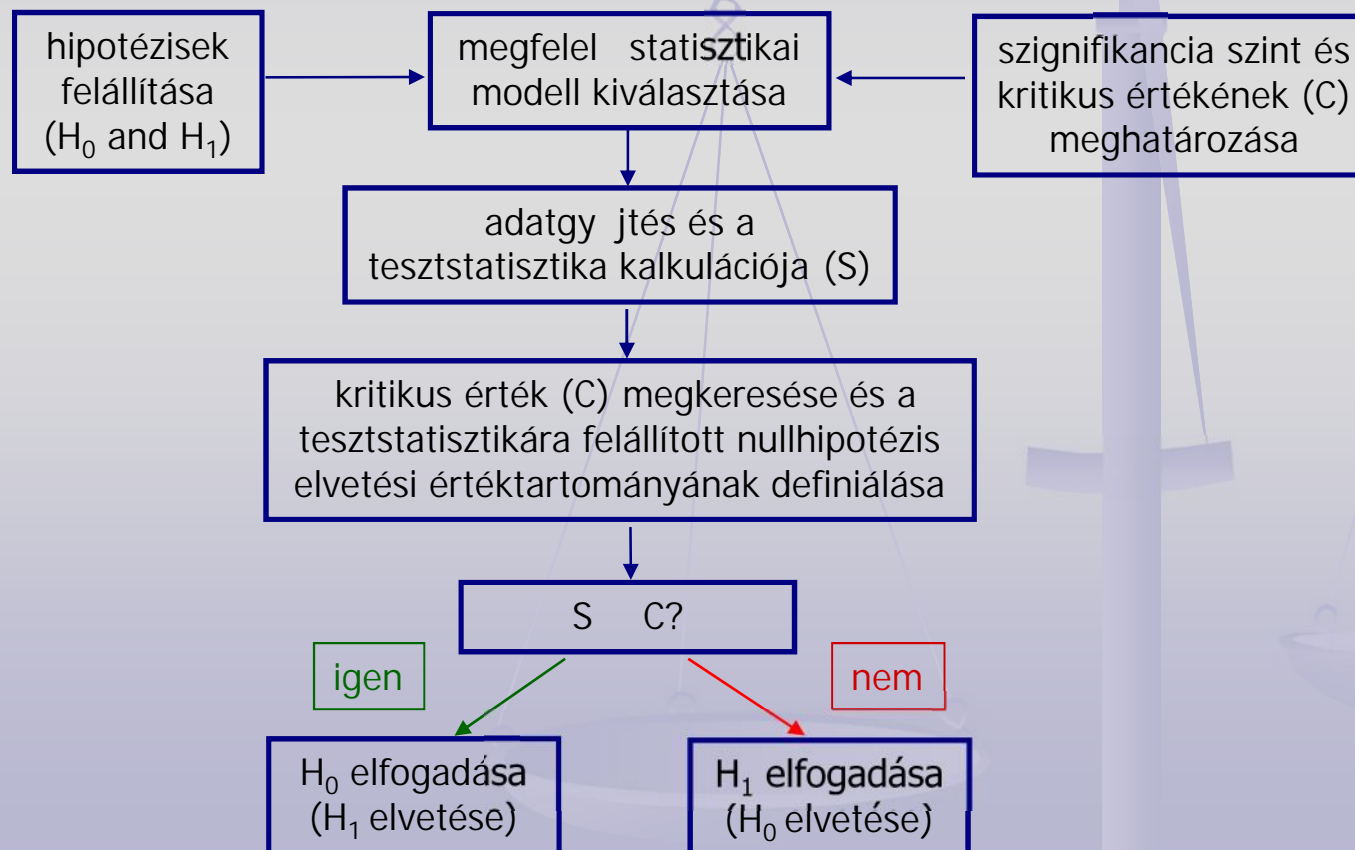 hipotézisek
felállítása
(H₀ and H₁)
megfelel statisztikai
modell kiválasztása
szignifikancia szint és
kritikus értékének (C)
meghatározása
adatgy jtés és a
tesztstatisztika kalkulációja (S)
kritikus érték (C) megkeresése és a
tesztstatisztikára felállított nullhipotézis
elvetési értéktartományának definiálása
S C?
igen
nem
H₀ elfogadása
(H₁ elvetése)
H₁ elfogadása
(H₀ elvetése)